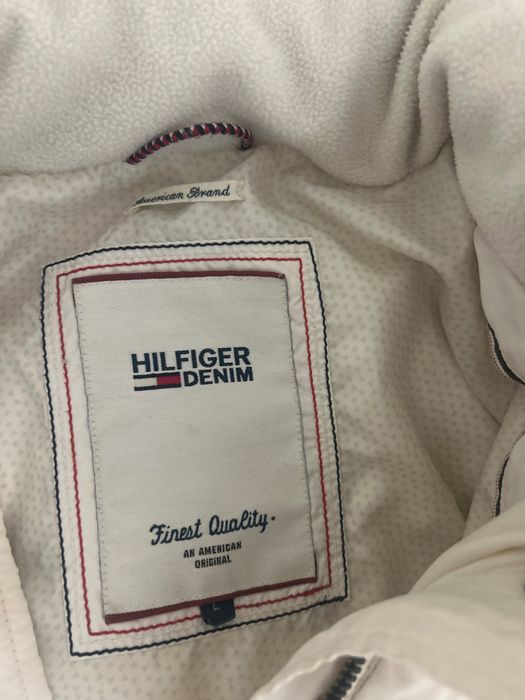 American Brand
HILFIGER
DENIM
Finest Quality.
AN AMERICAN
ORIGINAL
L